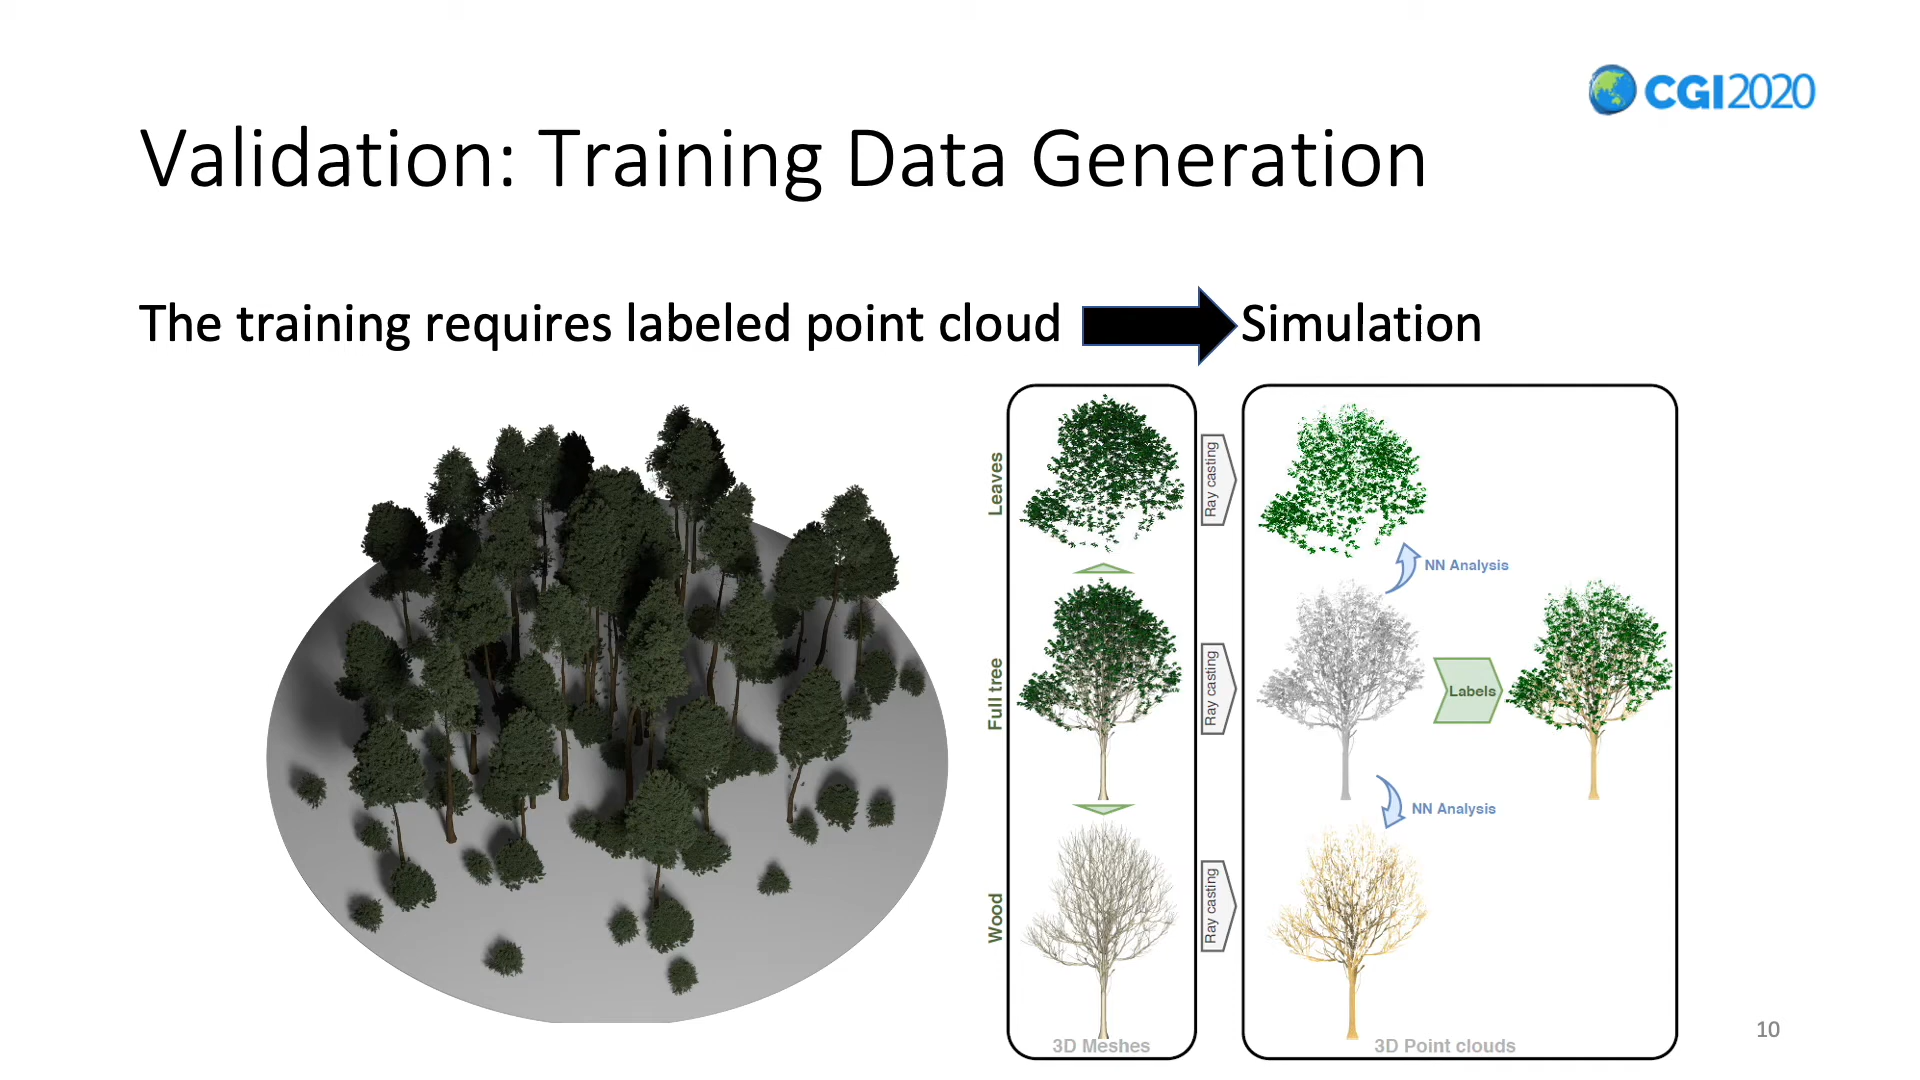 CGI2020
Validation: Training Data Generation
The training requires labeled point cloud
Simulation
Leaves
Ray casting
NN Analysis
Full tree
Ray casting
Labels
NN Analysis
Wood
Ray casting
3D Meshes
3D Point clouds
10